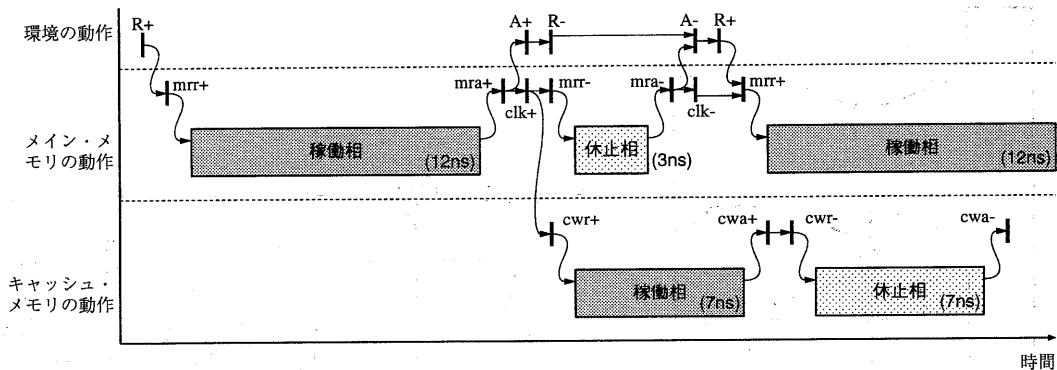 環境の動作
R+
A+
R-
A-
R+
mrr+
mra+
clk+
mrr-
mra-
clk-
mrr+
メイン・メ
モリの動作
稼働相
(12ns)
休止相
(3ns)
稼働相
(12ns)
cwr+
cwa+
cwr-
cwa-
キャッシュ・
メモリの動作
稼働相
(7ns)
休止相
(7ns)
時間